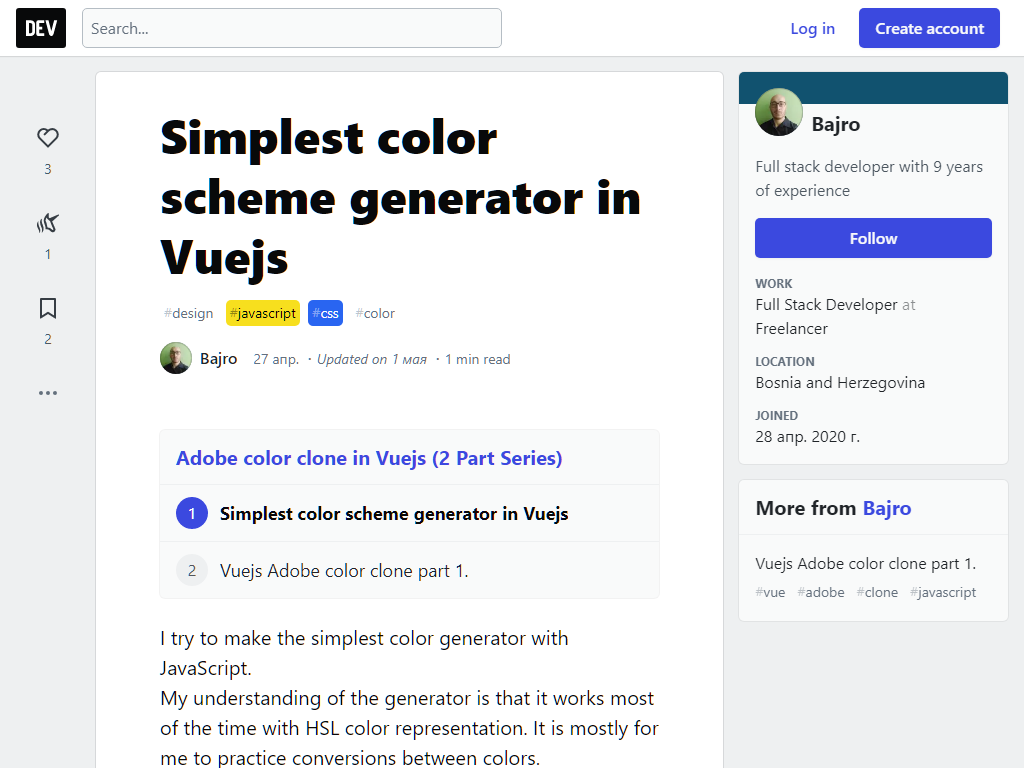 DEV
Search...
Log in
Create account
3
1
2
Simplest color
scheme generator in
Vuejs
#design #javascript #css #color
Bajro 27 апр. · Updated on 1 мая · 1 min read
Adobe color clone in Vuejs (2 Part Series)
1 Simplest color scheme generator in Vuejs
2 Vuejs Adobe color clone part 1.
I try to make the simplest color generator with
JavaScript.
My understanding of the generator is that it works most
of the time with HSL color representation. It is mostly for
me to practice conversions between colors.
Bajro
Full stack developer with 9 years
of experience
Follow
WORK
Full Stack Developer at
Freelancer
LOCATION
Bosnia and Herzegovina
JOINED
28 апр. 2020 г.
More from Bajro
Vuejs Adobe color clone part 1.
#vue #adobe #clone #javascript